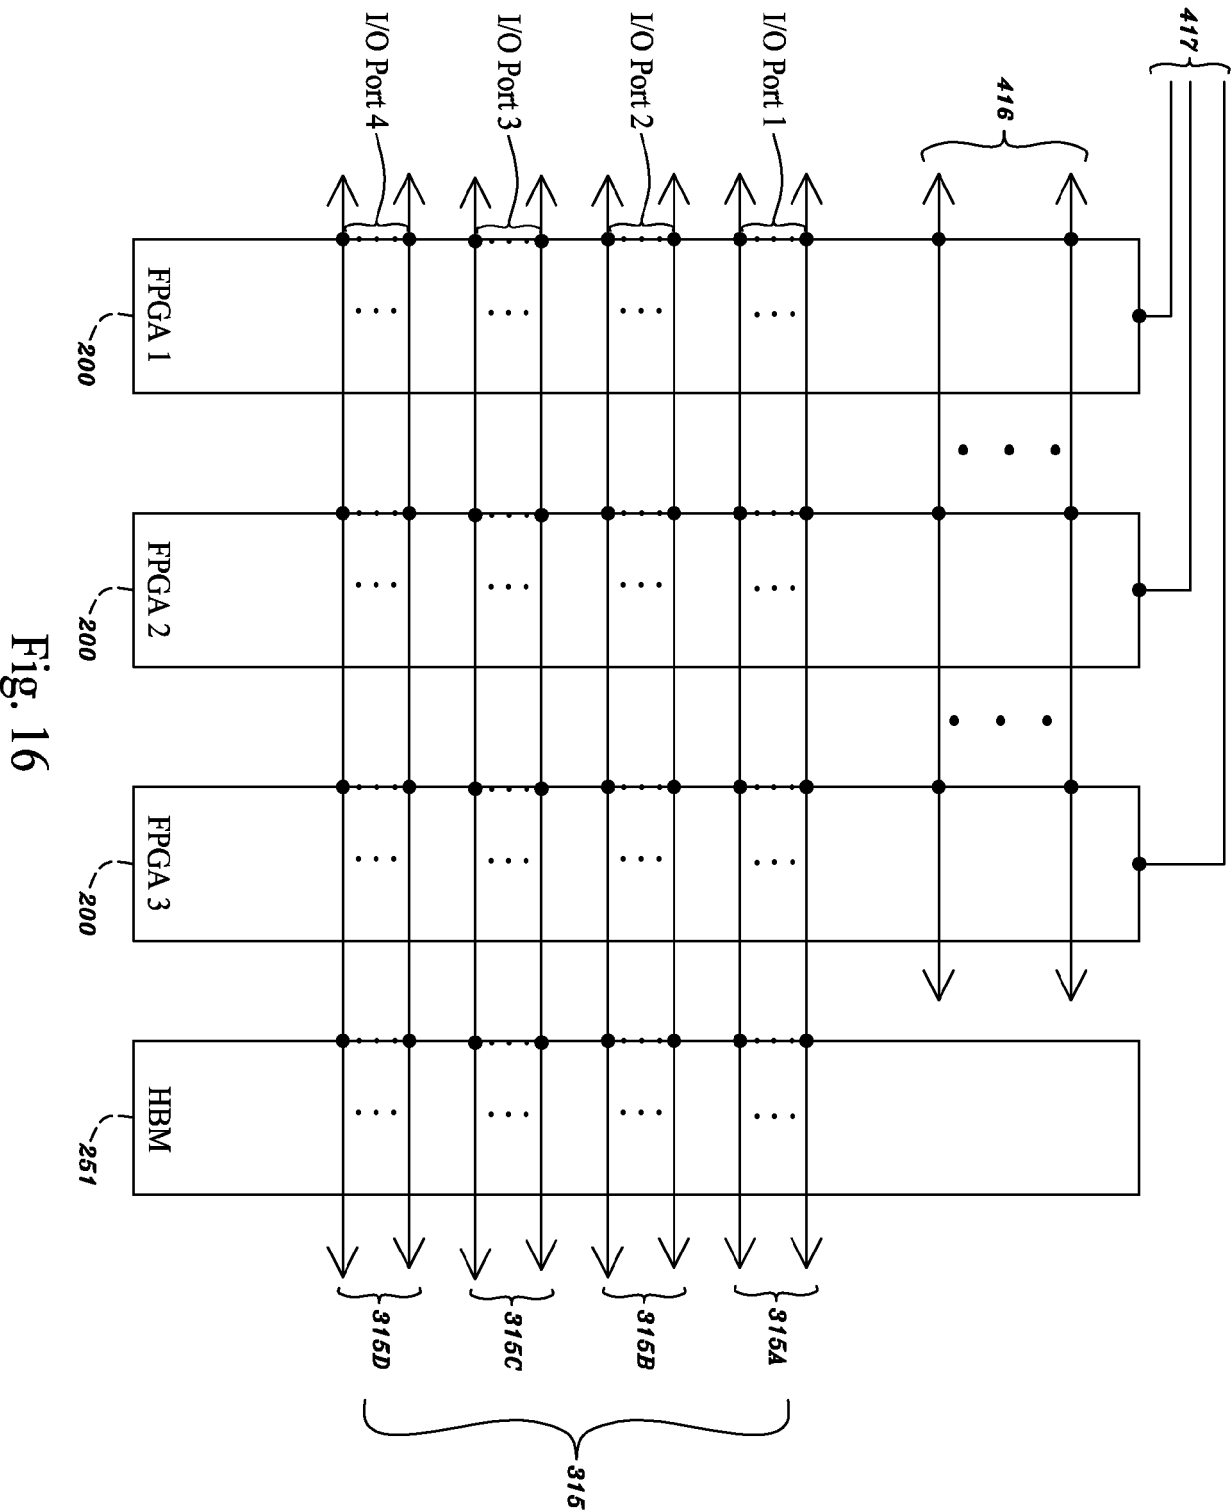 417
416
I/O Port 1
I/O Port 2
I/O Port 3
I/O Port 4
FPGA 1
200
FPGA 2
200
FPGA 3
200
HBM
251
315A
315B
315C
315D
315
Fig. 16